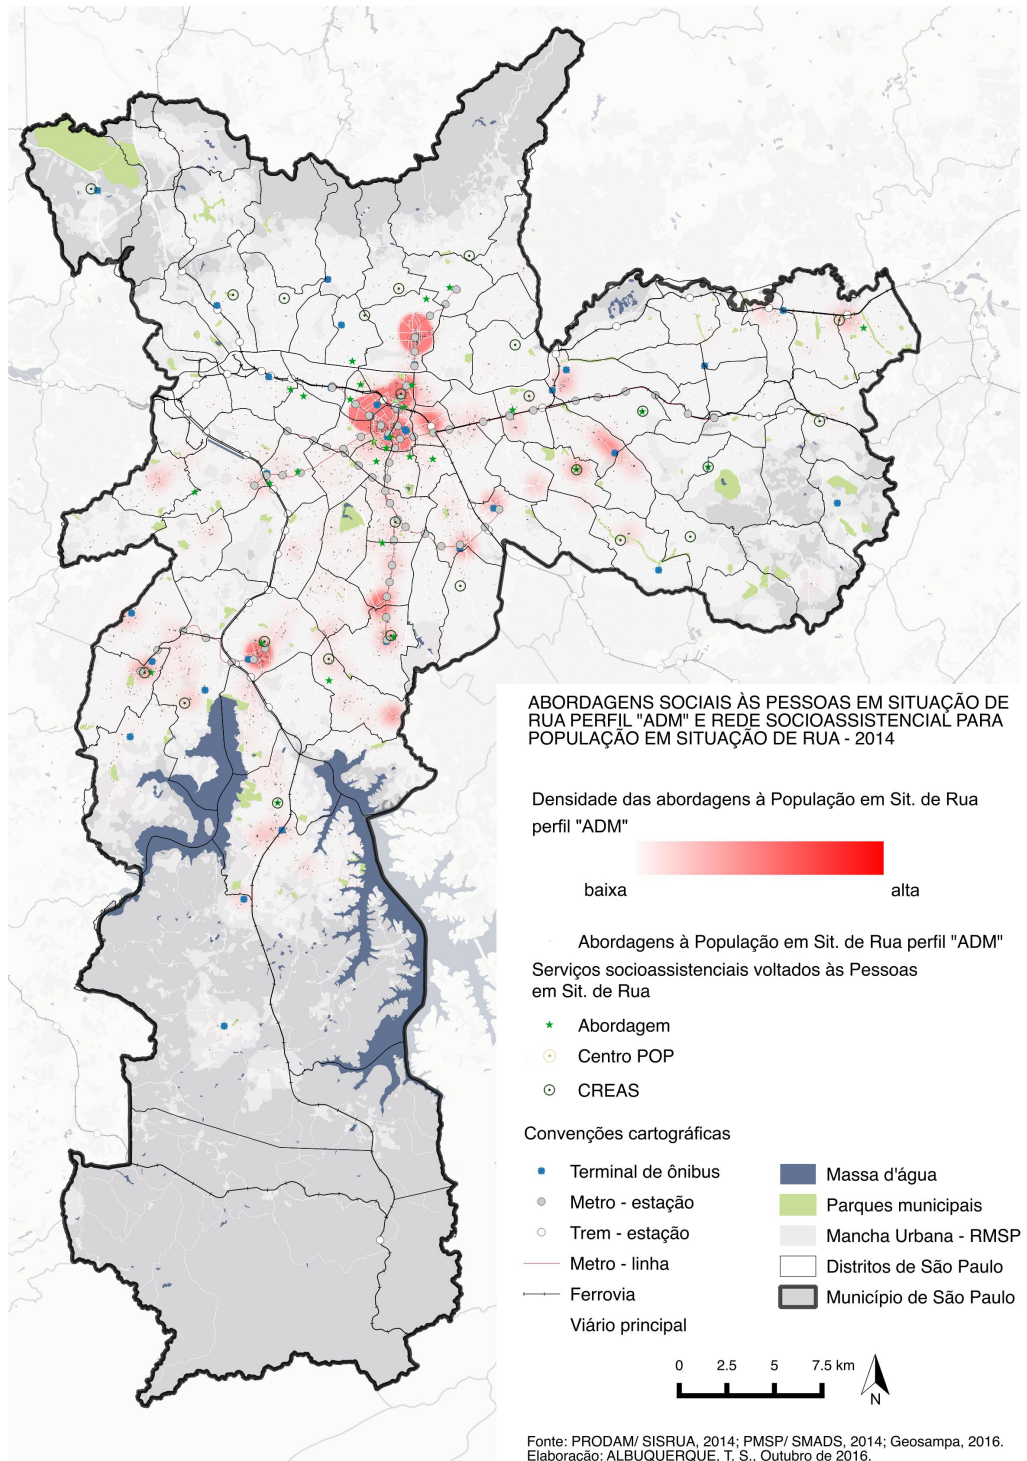 ABORDAGENS SOCIAIS ÀS PESSOAS EM SITUAÇÃO DE
RUA PERFIL "ADM" E REDE SOCIOASSISTENCIAL PARA
POPULAÇÃO EM SITUAÇÃO DE RUA - 2014
Densidade das abordagens à População em Sit. de Rua
perfil "ADM"
baixa alta
Abordagens à População em Sit. de Rua perfil "ADM"
Serviços socioassistenciais voltados às Pessoas
em Sit. de Rua
Abordagem
Centro POP
CREAS
Convenções cartográficas
Terminal de ônibus
Metro - estação
Trem - estação
Metro - linha
Ferrovia
Viário principal
Massa d'água
Parques municipais
Mancha Urbana - RMSP
Distritos de São Paulo
Município de São Paulo
0 2.5 5 7.5 km
N
Fonte: PRODAM/ SISRUA, 2014; PMSP/ SMADS, 2014; Geosampa, 2016.
Elaboração: ALBUQUERQUE, T. S., Outubro de 2016.